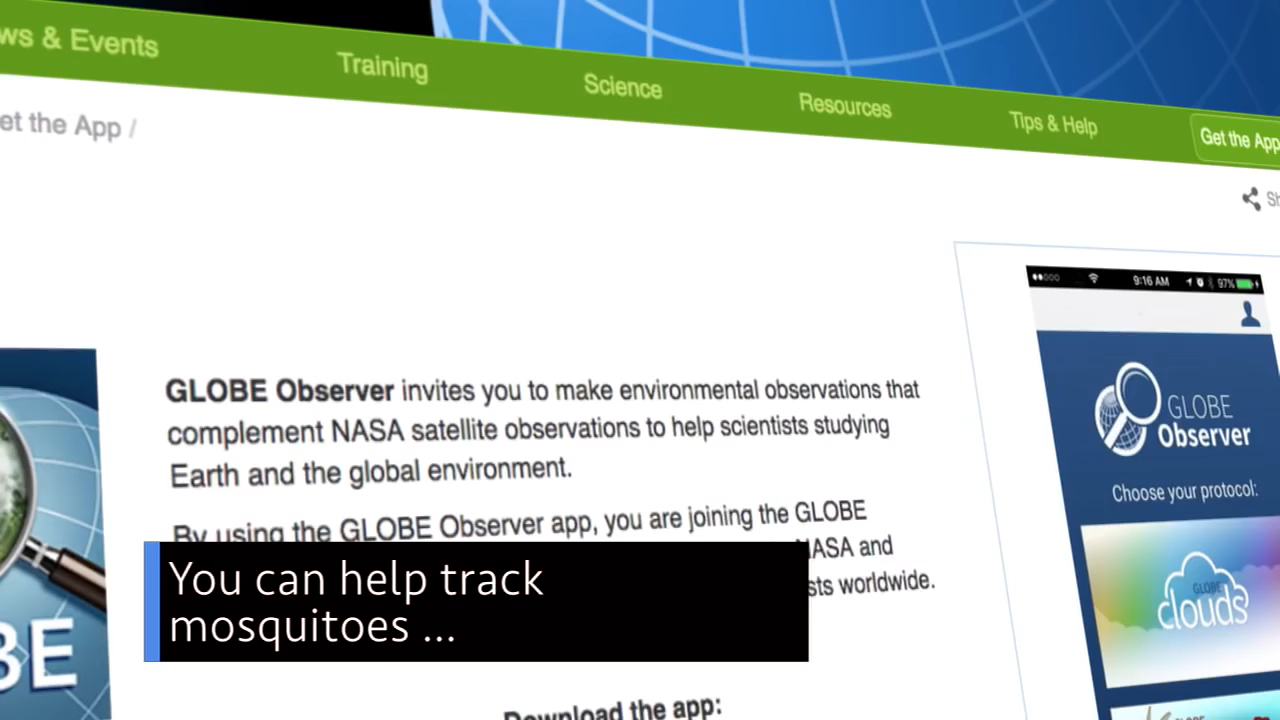 ws & Events
Training
Science
Resources
Tips & Help
Get the App
et the App /
Sh
9:16 AM
97%
GLOBE Observer invites you to make environmental observations that
complement NASA satellite observations to help scientists studying
Earth and the global environment.
By using the GLOBE Observer app, you are joining the GLOBE
NASA and
sts worldwide.
You can help track
mosquitoes ...
Download the app:
BE
GLOBE
Observer
Choose your protocol:
GLOBE
clouds
GLOBE